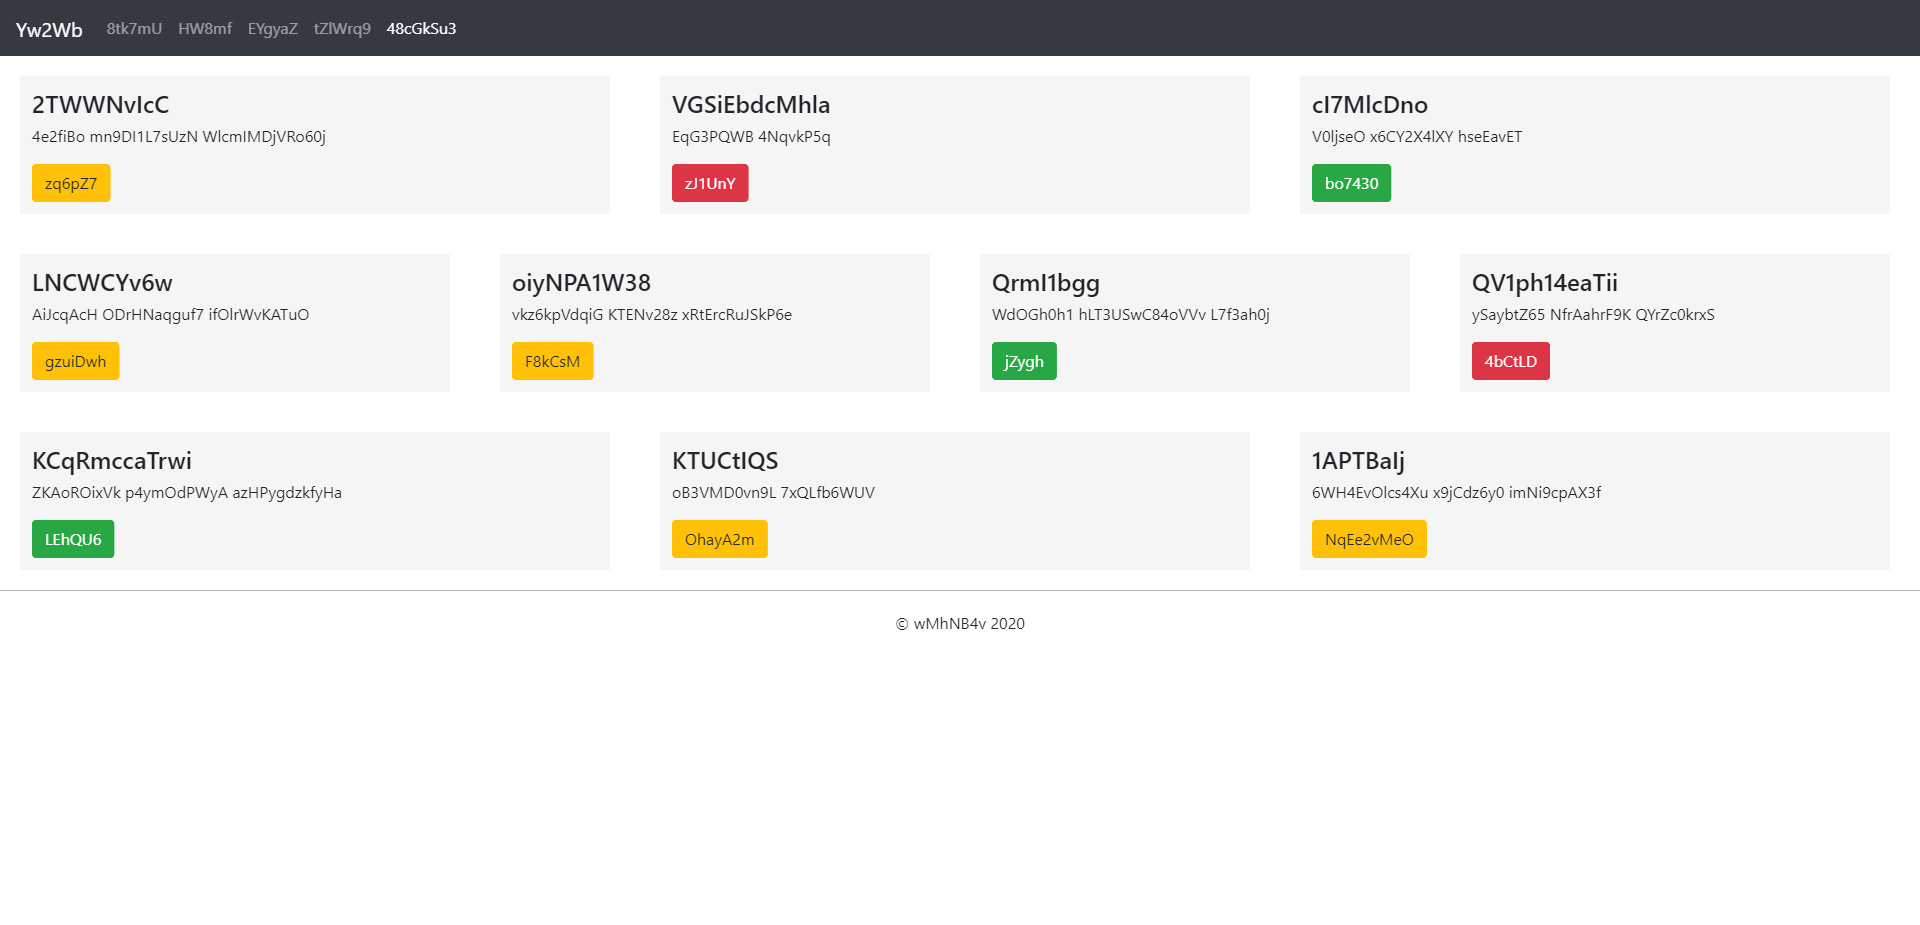 Yw2Wb 8tk7mU HW8mf EYgyaZ tZlWrq9 48cGkSu3
2TWWNvIcC
4e2fiBo mn9DI1L7sUzN WlcmIMDjVRo60j
zq6pZ7
VGSiEbdcMhla
EqG3PQWB 4NqvkP5q
zJ1UnY
cI7MlcDno
V0ljseO x6CY2X4lXY hseEavET
bo7430
LNCWCYv6w
AiJcqAcH ODrHNaqguf7 ifOlrWvKATuO
gzuiDwh
oiyNPA1W38
vkz6kpVdqiG KTENv28z xRtErcRuJSkP6e
F8kCsM
QrmI1bgg
WdOGh0h1 hLT3USwC84oVVv L7f3ah0j
jZygh
QV1ph14eaTii
ySaybtZ65 NfrAahrF9K QYrZc0krxS
4bCtLD
KCqRmccaTrwi
ZKAoROixVk p4ymOdPWyA azHPygdzkfyHa
LEhQU6
KTUCtIQS
oB3VMD0vn9L 7xQLfb6WUV
OhayA2m
1APTBaIj
6WH4EvOlcs4Xu x9jCdz6y0 imNi9cpAX3f
NqEe2vMeO
© wMhNB4v 2020